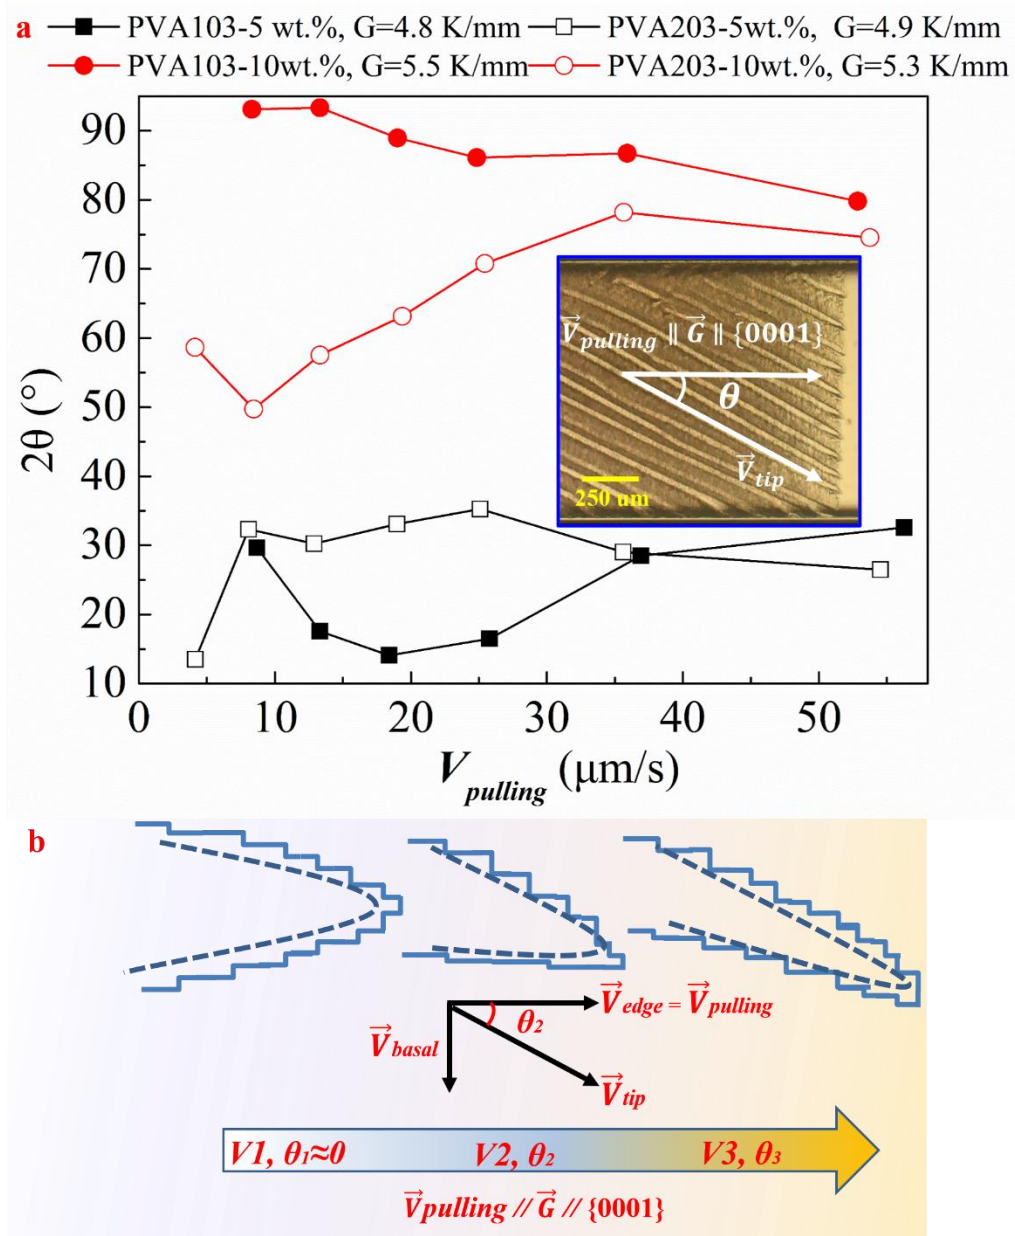 a
PVA103-5 wt.%, G=4.8 K/mm PVA203-5wt.%, G=4.9 K/mm
PVA103-10wt.%, G=5.5 K/mm PVA203-10wt.%, G=5.3 K/mm
90
80
70
60
50
40
30
20
10
2θ (°)
0 10 20 30 40 50
V pulling (μm/s)
V⃗pulling ∥ G⃗ ∥ {0001}
θ
V⃗tip
250 um
b
V⃗edge = V⃗pulling
θ2
V⃗basal
V⃗tip
V1, θ1≈0 V2, θ2 V3, θ3
V⃗pulling // G⃗ // {0001}